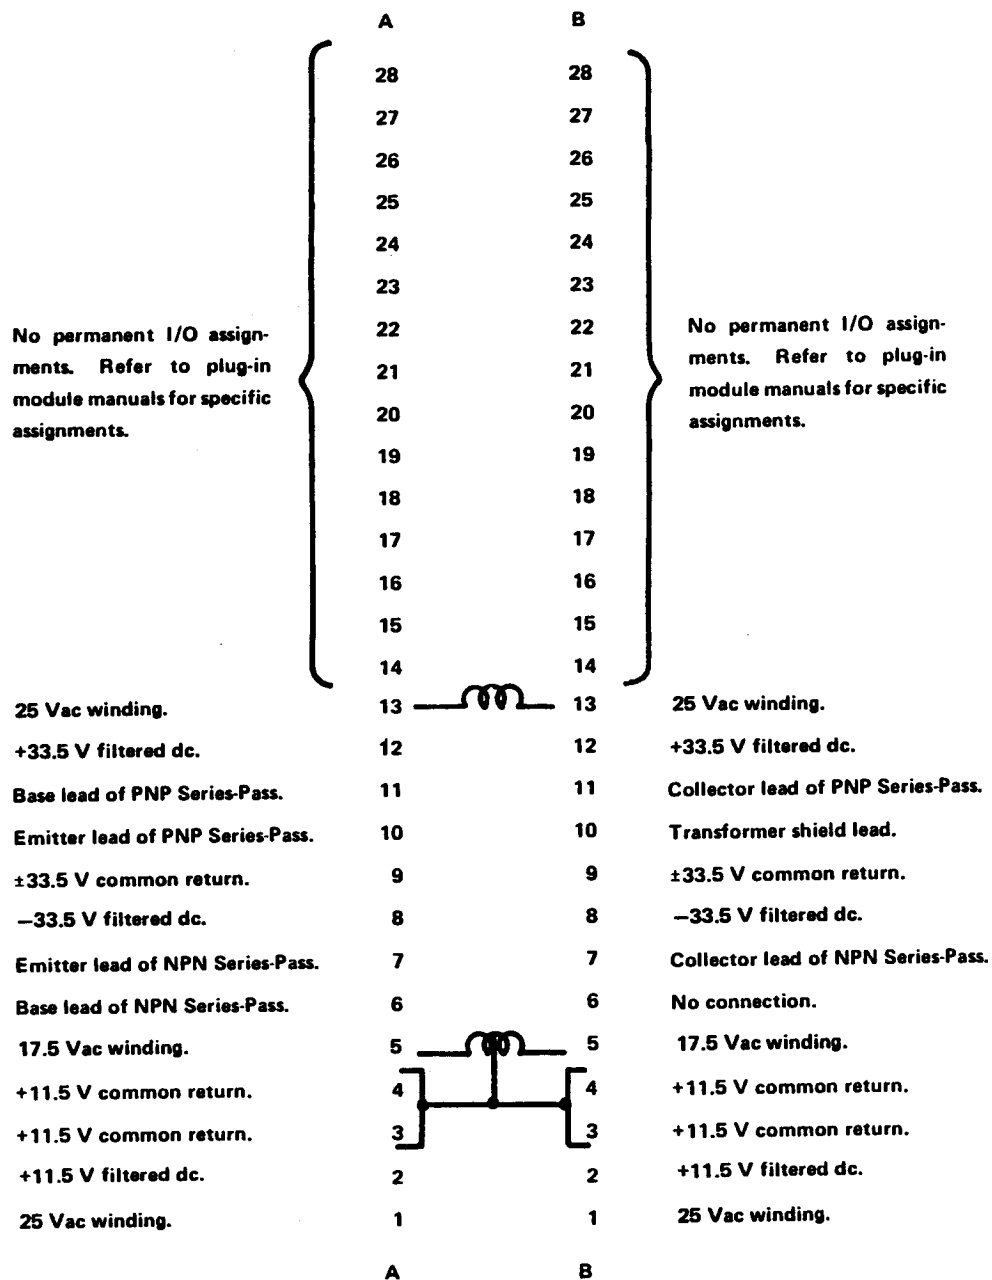 A B
28 28
27 27
26 26
25 25
24 24
23 23
22 22
21 21
20 20
19 19
18 18
17 17
16 16
15 15
14 14
No permanent I/O assign-
ments. Refer to plug-in
module manuals for specific
assignments.
No permanent I/O assign-
ments. Refer to plug-in
module manuals for specific
assignments.
25 Vac winding. 13 13 25 Vac winding.
+33.5 V filtered dc. 12 12 +33.5 V filtered dc.
Base lead of PNP Series-Pass. 11 11 Collector lead of PNP Series-Pass.
Emitter lead of PNP Series-Pass. 10 10 Transformer shield lead.
±33.5 V common return. 9 9 ±33.5 V common return.
—33.5 V filtered dc. 8 8 —33.5 V filtered dc.
Emitter lead of NPN Series-Pass. 7 7 Collector lead of NPN Series-Pass.
Base lead of NPN Series-Pass. 6 6 No connection.
17.5 Vac winding. 5 5 17.5 Vac winding.
+11.5 V common return. 4 4 +11.5 V common return.
+11.5 V common return. 3 3 +11.5 V common return.
+11.5 V filtered dc. 2 2 +11.5 V filtered dc.
25 Vac winding. 1 1 25 Vac winding.
A B